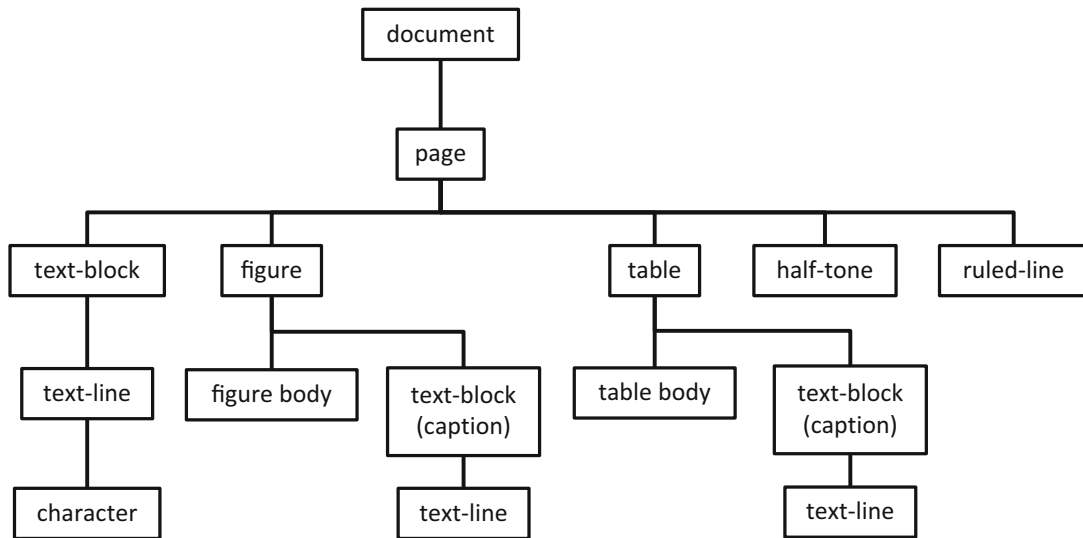 document
page
text-block
figure
table
half-tone
ruled-line
text-line
figure body
text-block
(caption)
table body
text-block
(caption)
character
text-line
text-line